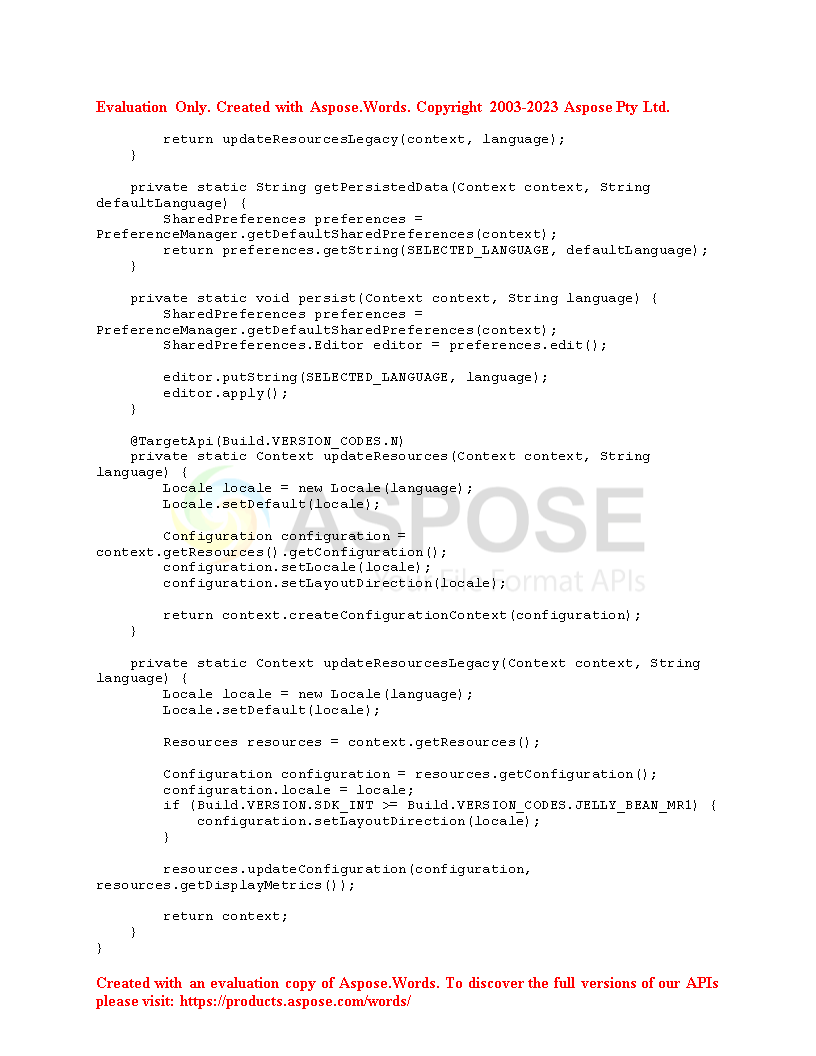 Evaluation Only. Created with Aspose.Words. Copyright 2003-2023 Aspose Pty Ltd.
        return updateResourcesLegacy(context, language);
    }
    private static String getPersistedData(Context context, String
defaultLanguage) {
        SharedPreferences preferences =
PreferenceManager.getDefaultSharedPreferences(context);
        return preferences.getString(SELECTED_LANGUAGE, defaultLanguage);
    }
    private static void persist(Context context, String language) {
        SharedPreferences preferences =
PreferenceManager.getDefaultSharedPreferences(context);
        SharedPreferences.Editor editor = preferences.edit();
        editor.putString(SELECTED_LANGUAGE, language);
        editor.apply();
    }
    @TargetApi(Build.VERSION_CODES.N)
    private static Context updateResources(Context context, String
language) {
        Locale locale = new Locale(language);
        Locale.setDefault(locale);
ASPOSE
        Configuration configuration =
context.getResources().getConfiguration();
        configuration.setLocale(locale);
        configuration.setLayoutDirection(locale);
Your File Format APIs
        return context.createConfigurationContext(configuration);
    }
    private static Context updateResourcesLegacy(Context context, String
language) {
        Locale locale = new Locale(language);
        Locale.setDefault(locale);
        Resources resources = context.getResources();
        Configuration configuration = resources.getConfiguration();
        configuration.locale = locale;
        if (Build.VERSION.SDK_INT >= Build.VERSION_CODES.JELLY_BEAN_MR1) {
            configuration.setLayoutDirection(locale);
        }
        resources.updateConfiguration(configuration,
resources.getDisplayMetrics());
        return context;
    }
}
Created with an evaluation copy of Aspose.Words. To discover the full versions of our APIs
please visit: https://products.aspose.com/words/